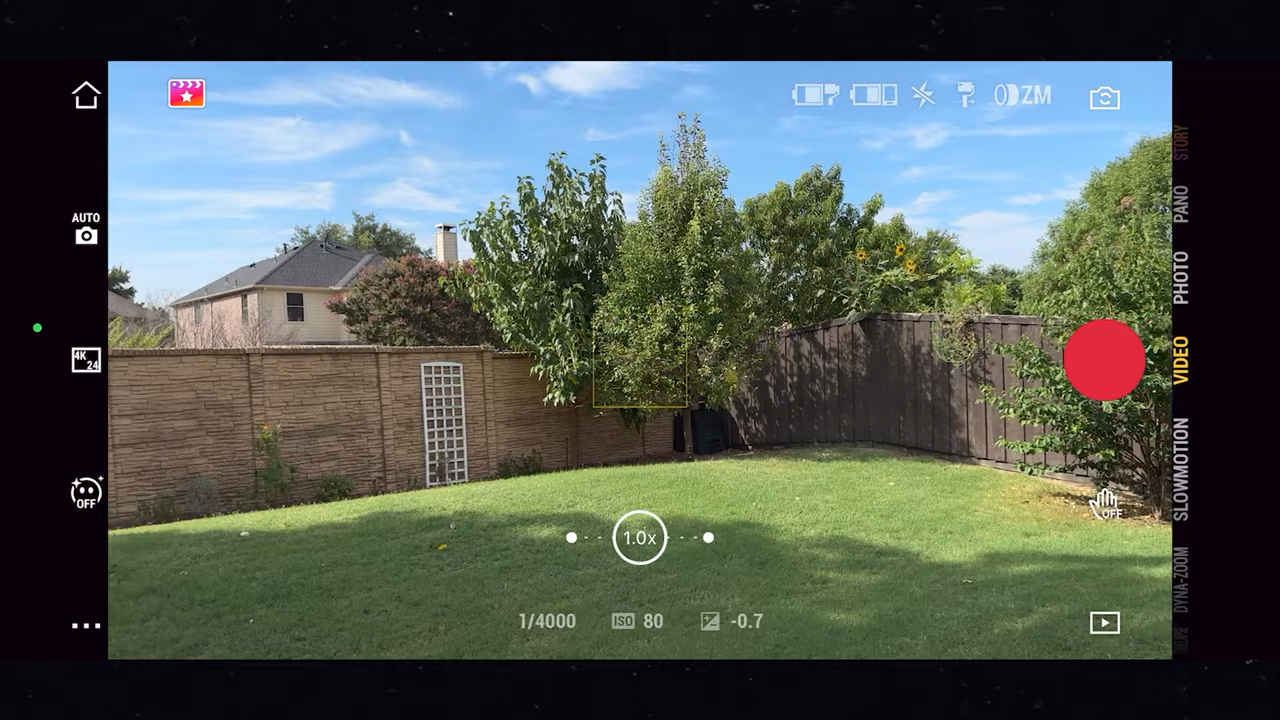 ZM
AUTO
4K
24
OFF
1.0x
1/4000
ISO 80
-0.7
OFF
STORY
PANO
PHOTO
VIDEO
SLOWMOTION
DYNA-ZOOM